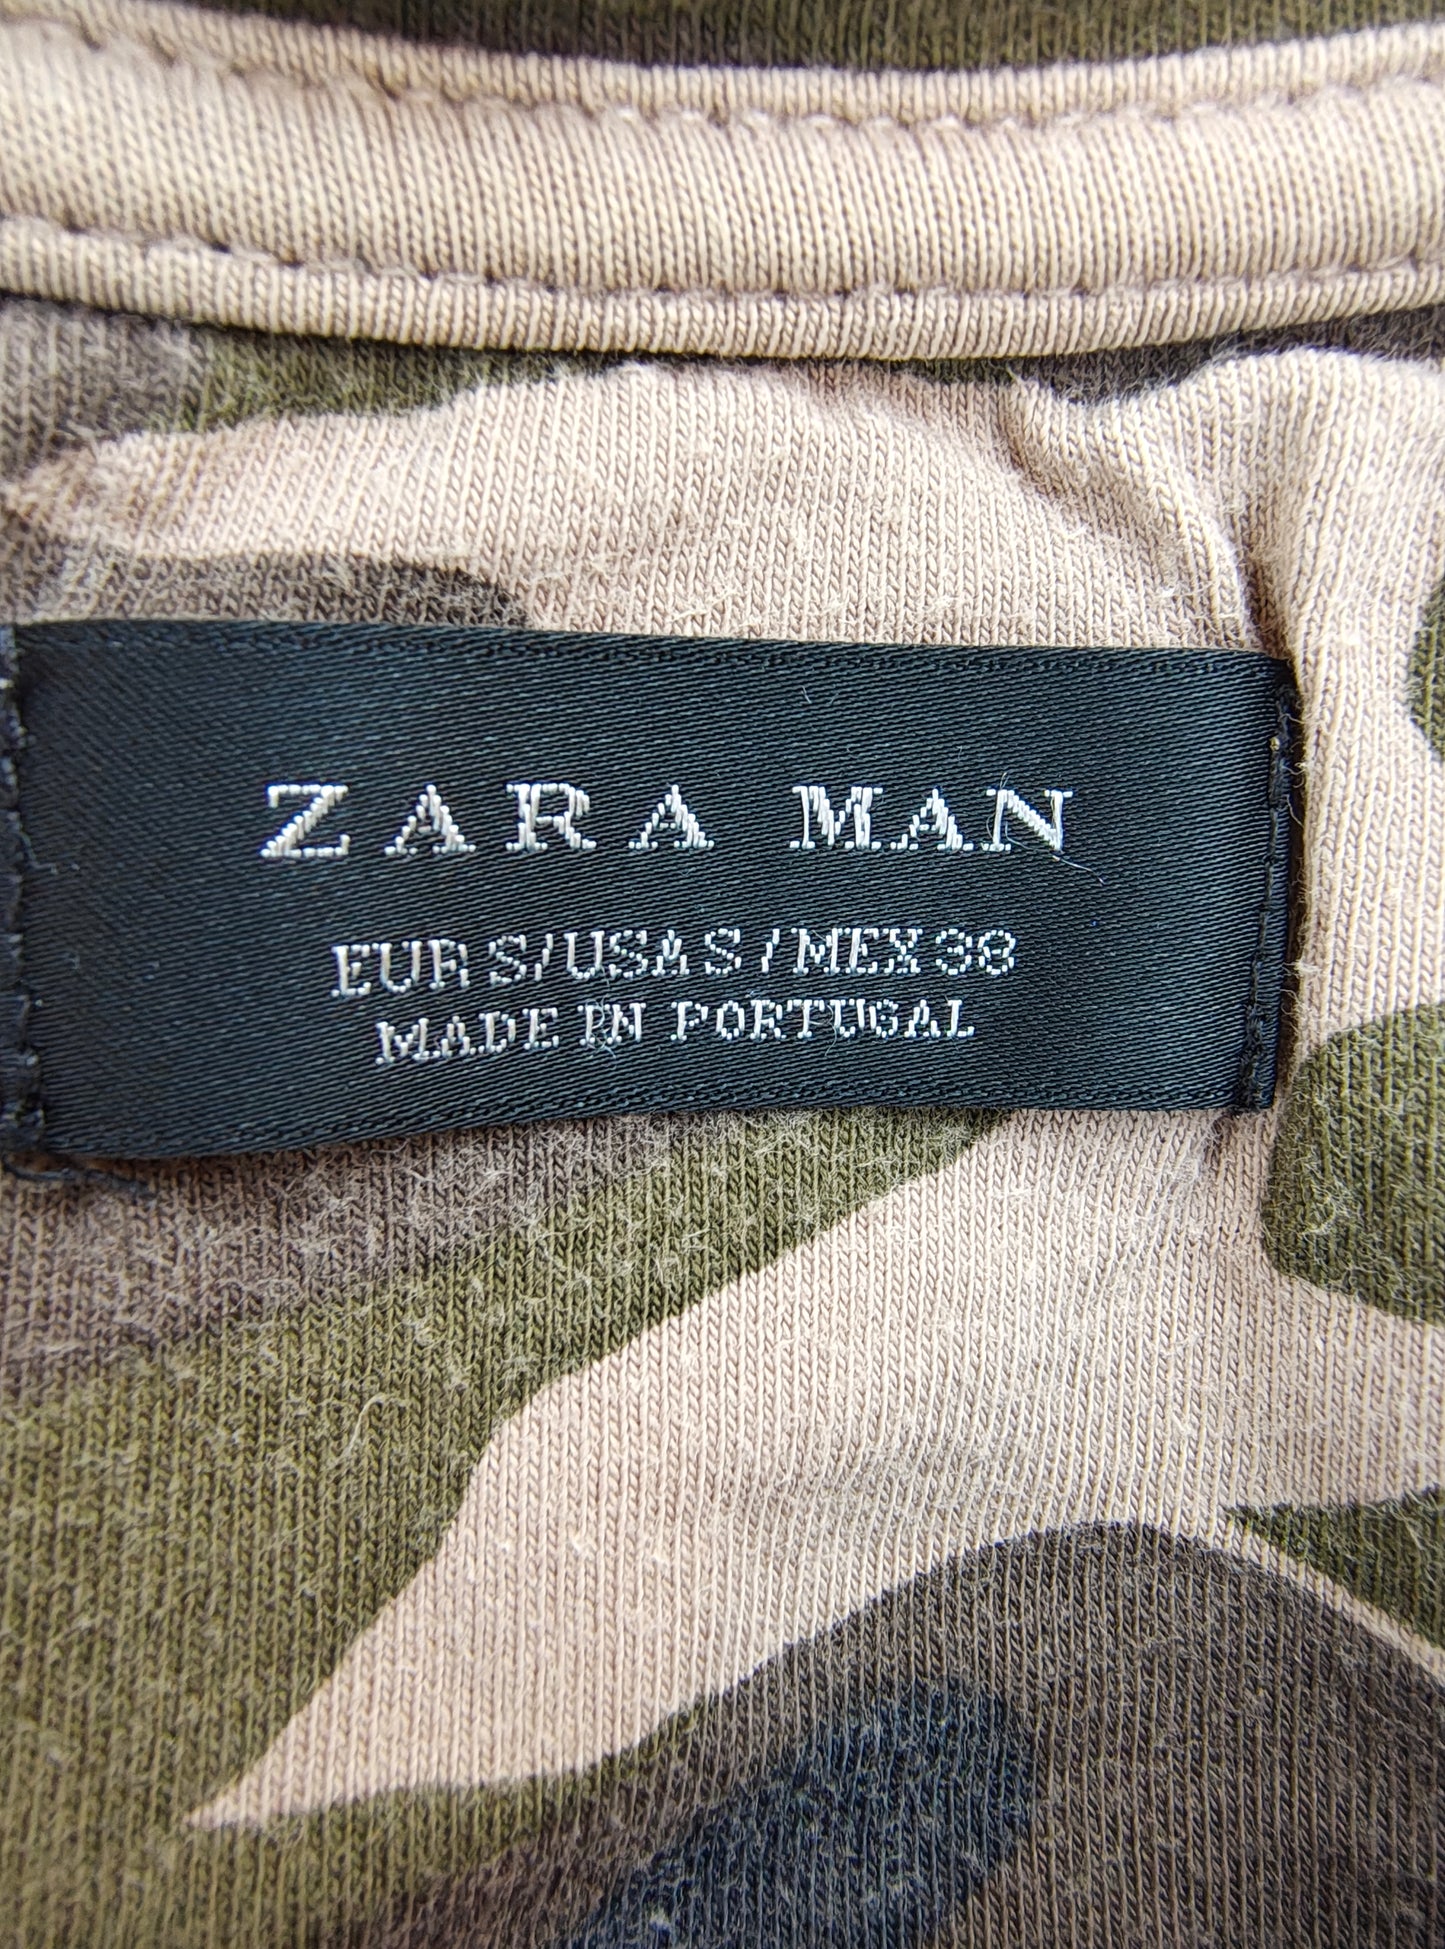 ZARA MAN
EUR S/USA S/MEX 38
MADE IN PORTUGAL